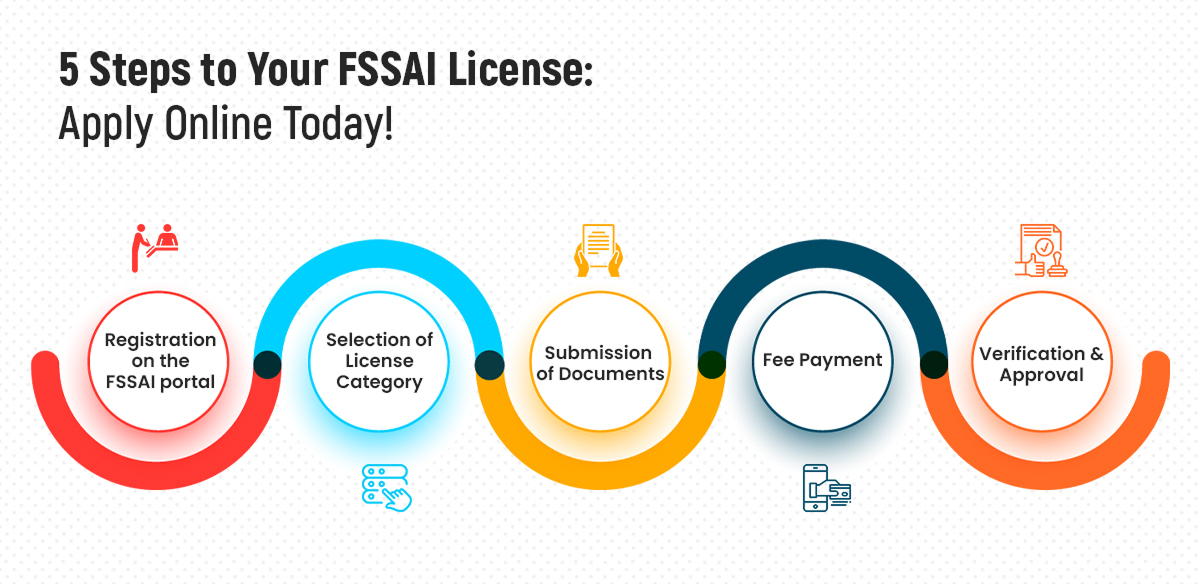 5 Steps to Your FSSAI License:
Apply Online Today!
Registration
on the
FSSAI portal
Selection of
License
Category
Submission
of Documents
Fee Payment
Verification &
Approval